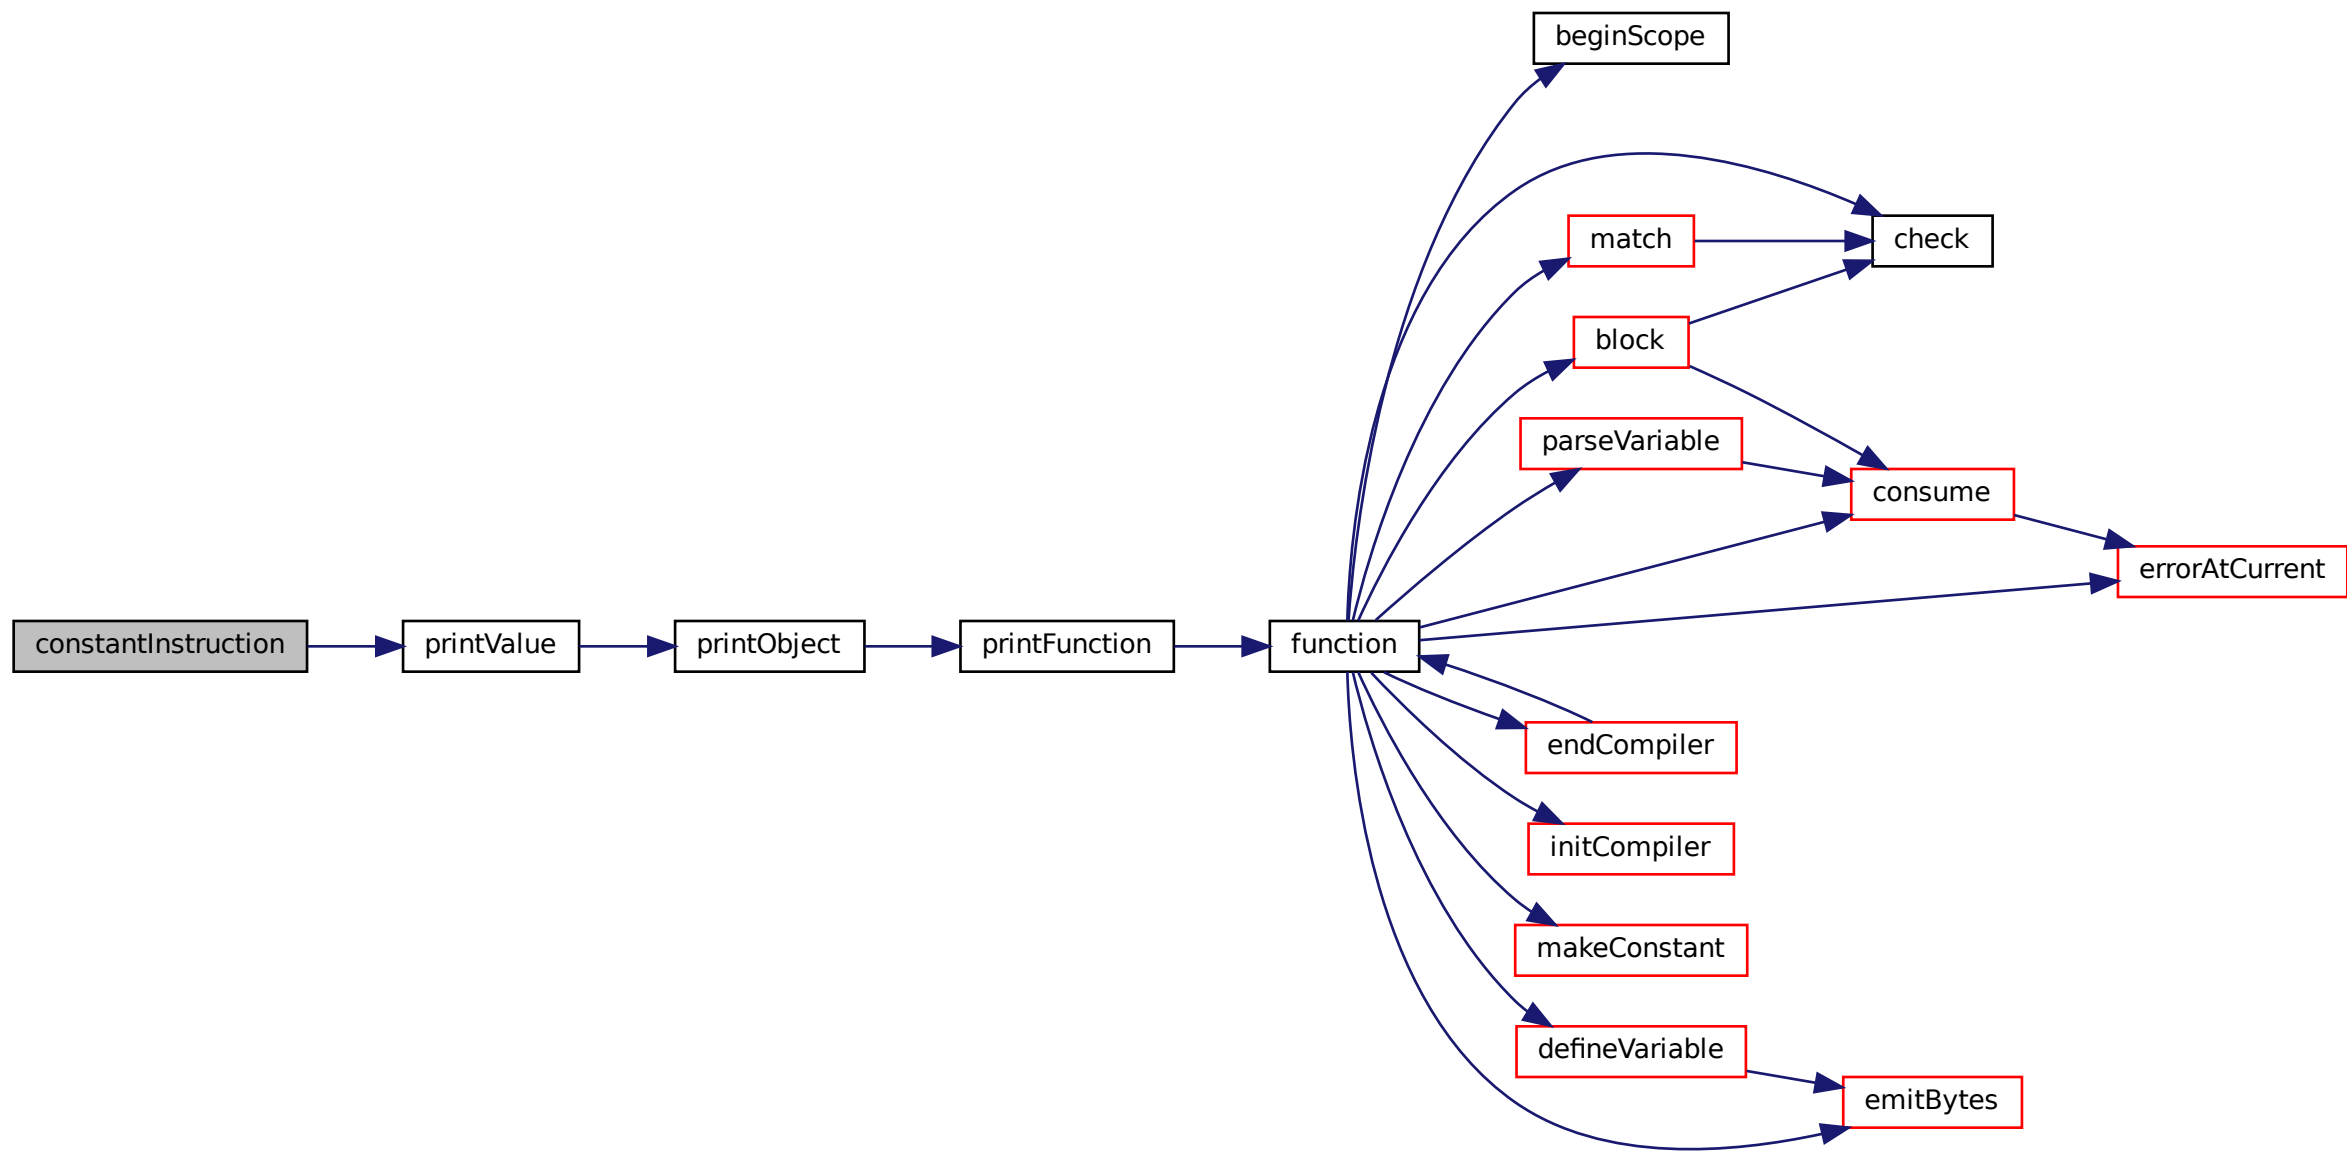 beginScope
check
match
block
parseVariable
consume
errorAtCurrent
constantInstruction
printValue
printObject
printFunction
function
endCompiler
initCompiler
makeConstant
defineVariable
emitBytes